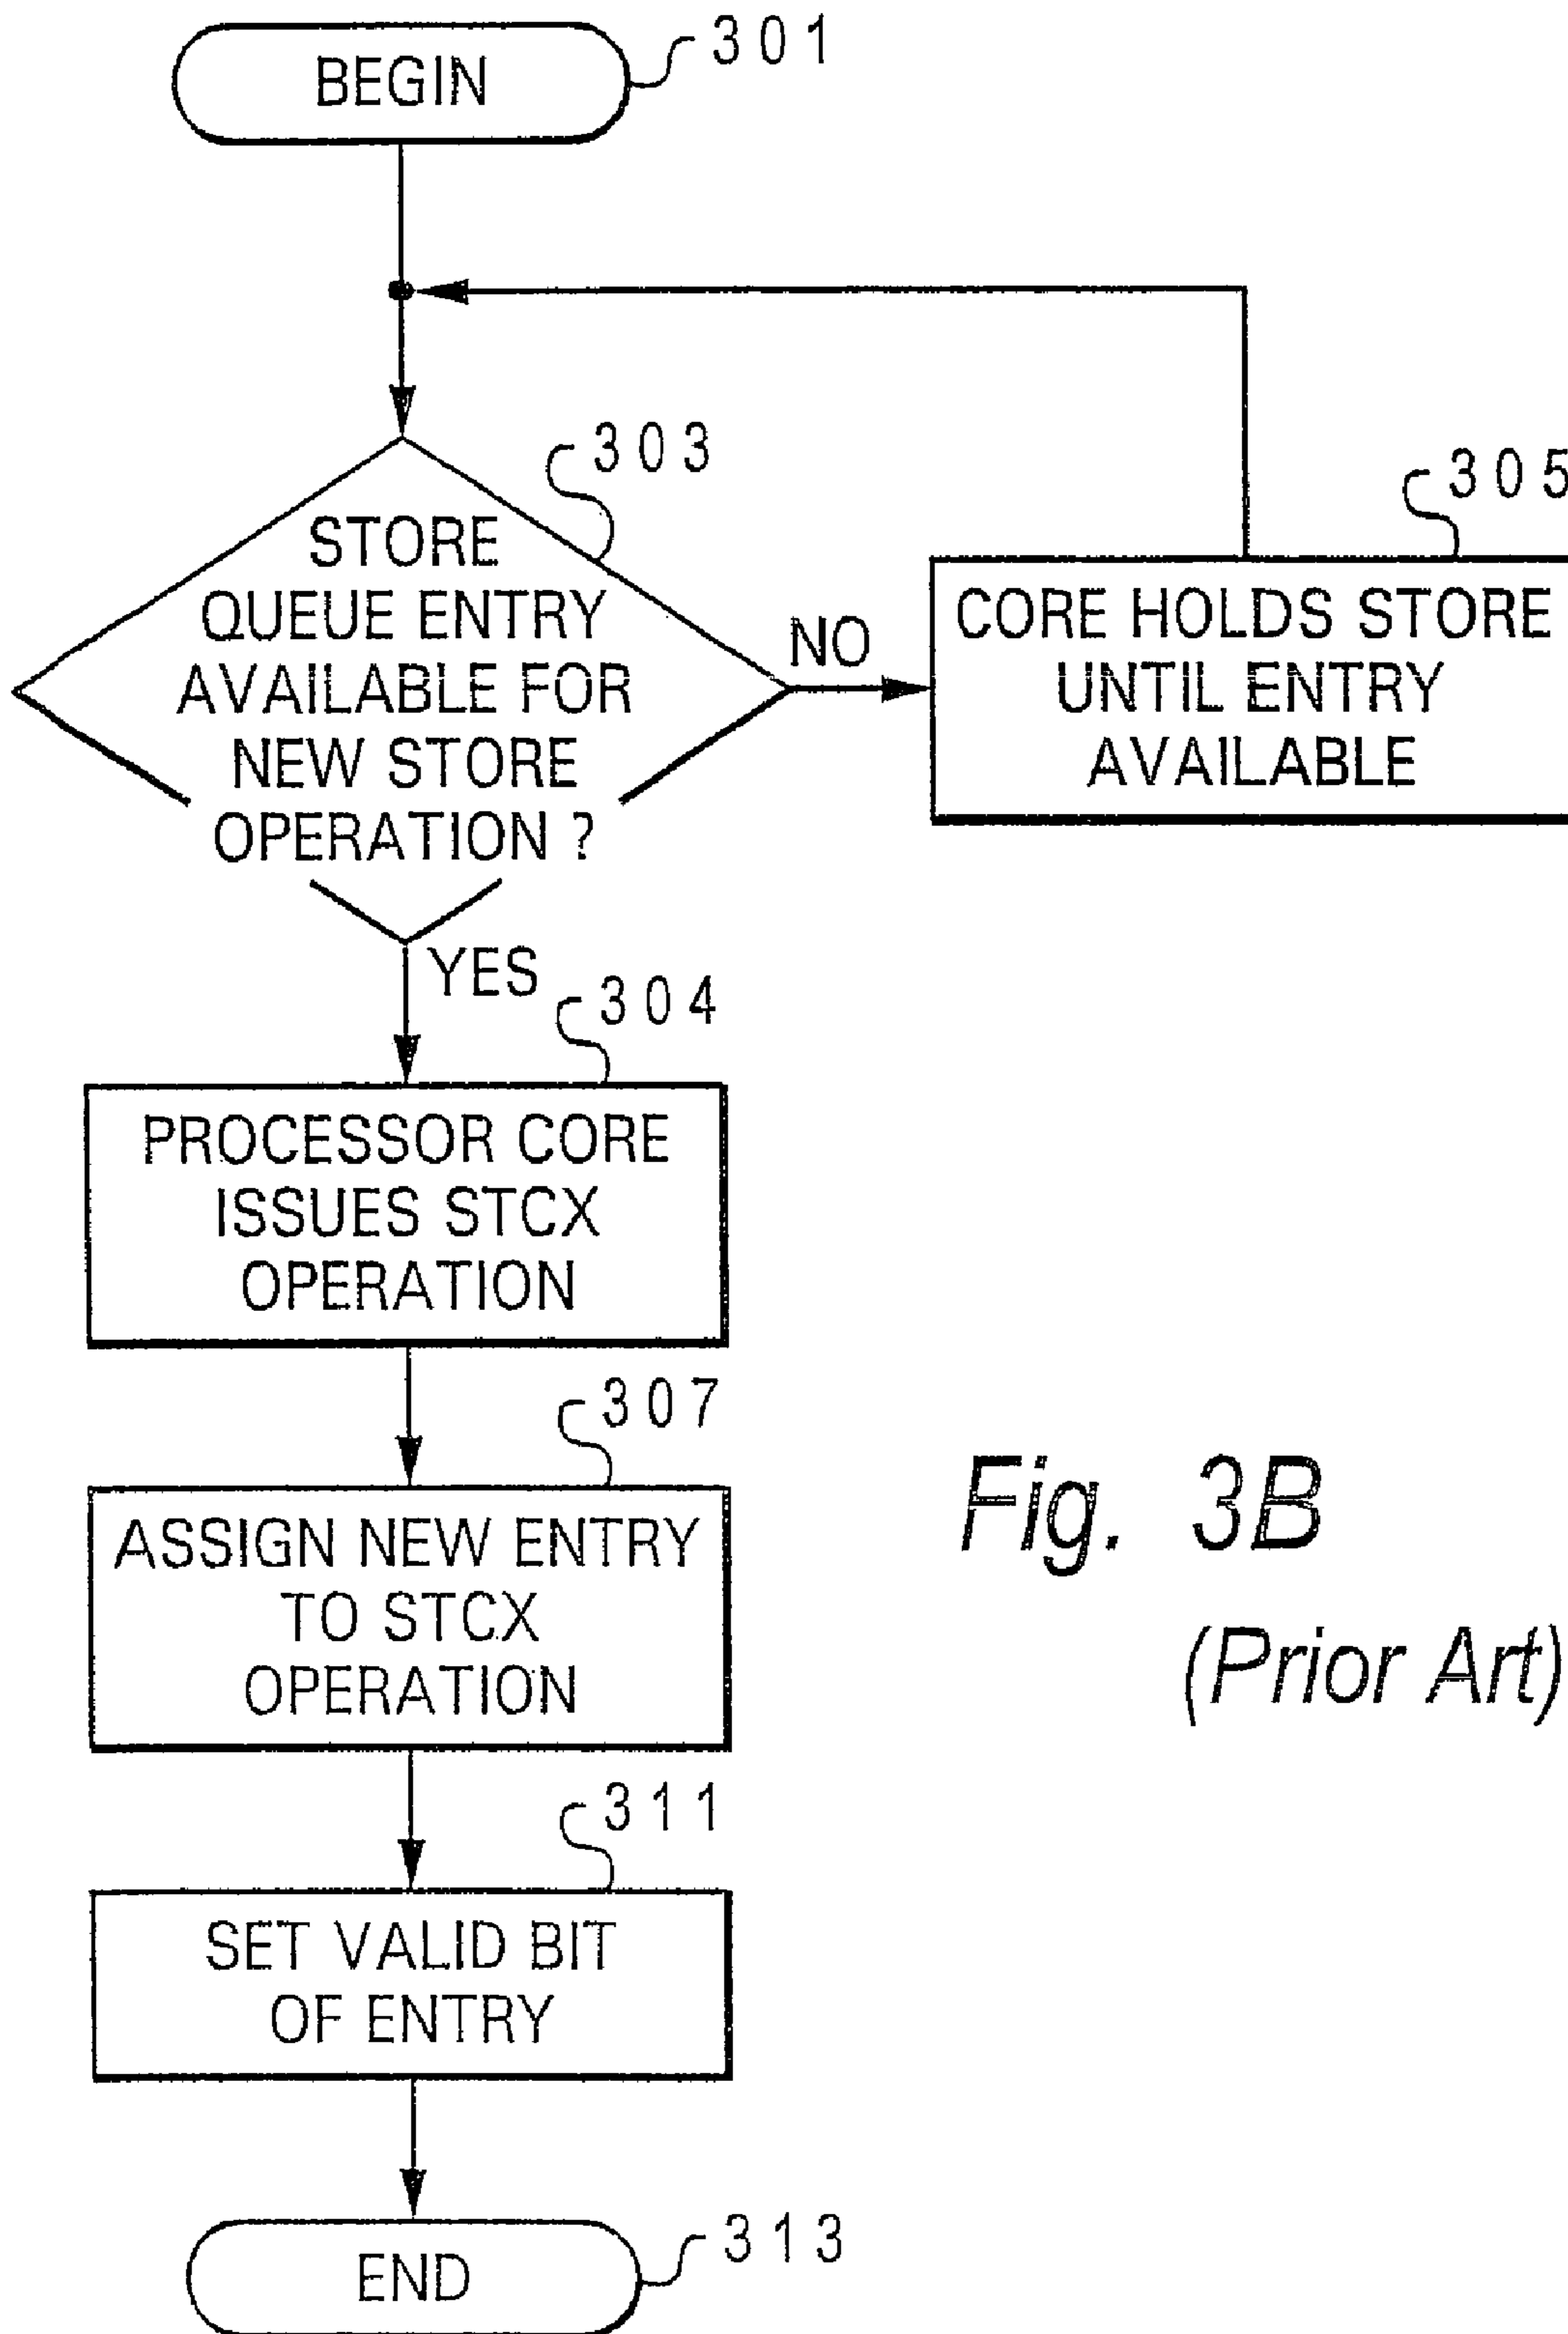 BEGIN
301
303
STORE
QUEUE ENTRY
AVAILABLE FOR
NEW STORE
OPERATION ?
NO
305
CORE HOLDS STORE
UNTIL ENTRY
AVAILABLE
YES
304
PROCESSOR CORE
ISSUES STCX
OPERATION
307
ASSIGN NEW ENTRY
TO STCX
OPERATION
311
SET VALID BIT
OF ENTRY
END
313
Fig. 3B
(Prior Art)